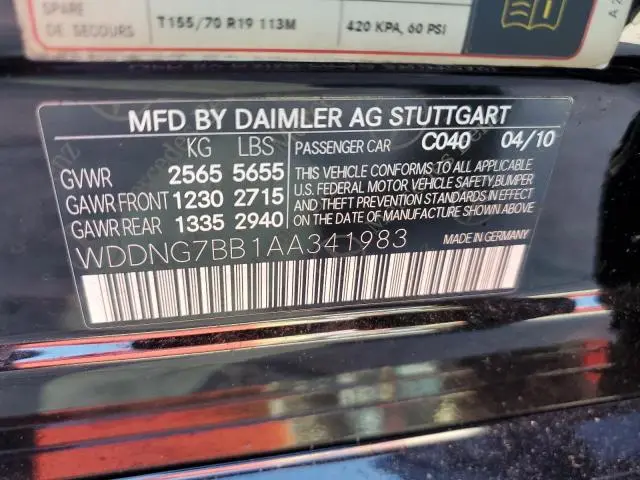 SPARE
DE SECOURS T155/70 R19 113M 420 KPA, 60 PSI
MFD BY DAIMLER AG STUTTGART
KG LBS PASSENGER CAR C040 04/10
GVWR 2565 5655
GAWR FRONT 1230 2715
GAWR REAR 1335 2940
THIS VEHICLE CONFORMS TO ALL APPLICABLE
U.S. FEDERAL MOTOR VEHICLE SAFETY,BUMPER
AND THEFT PREVENTION STANDARDS IN EFFECT
ON THE DATE OF MANUFACTURE SHOWN ABOVE.
WDDNG7BB1AA341983 MADE IN GERMANY